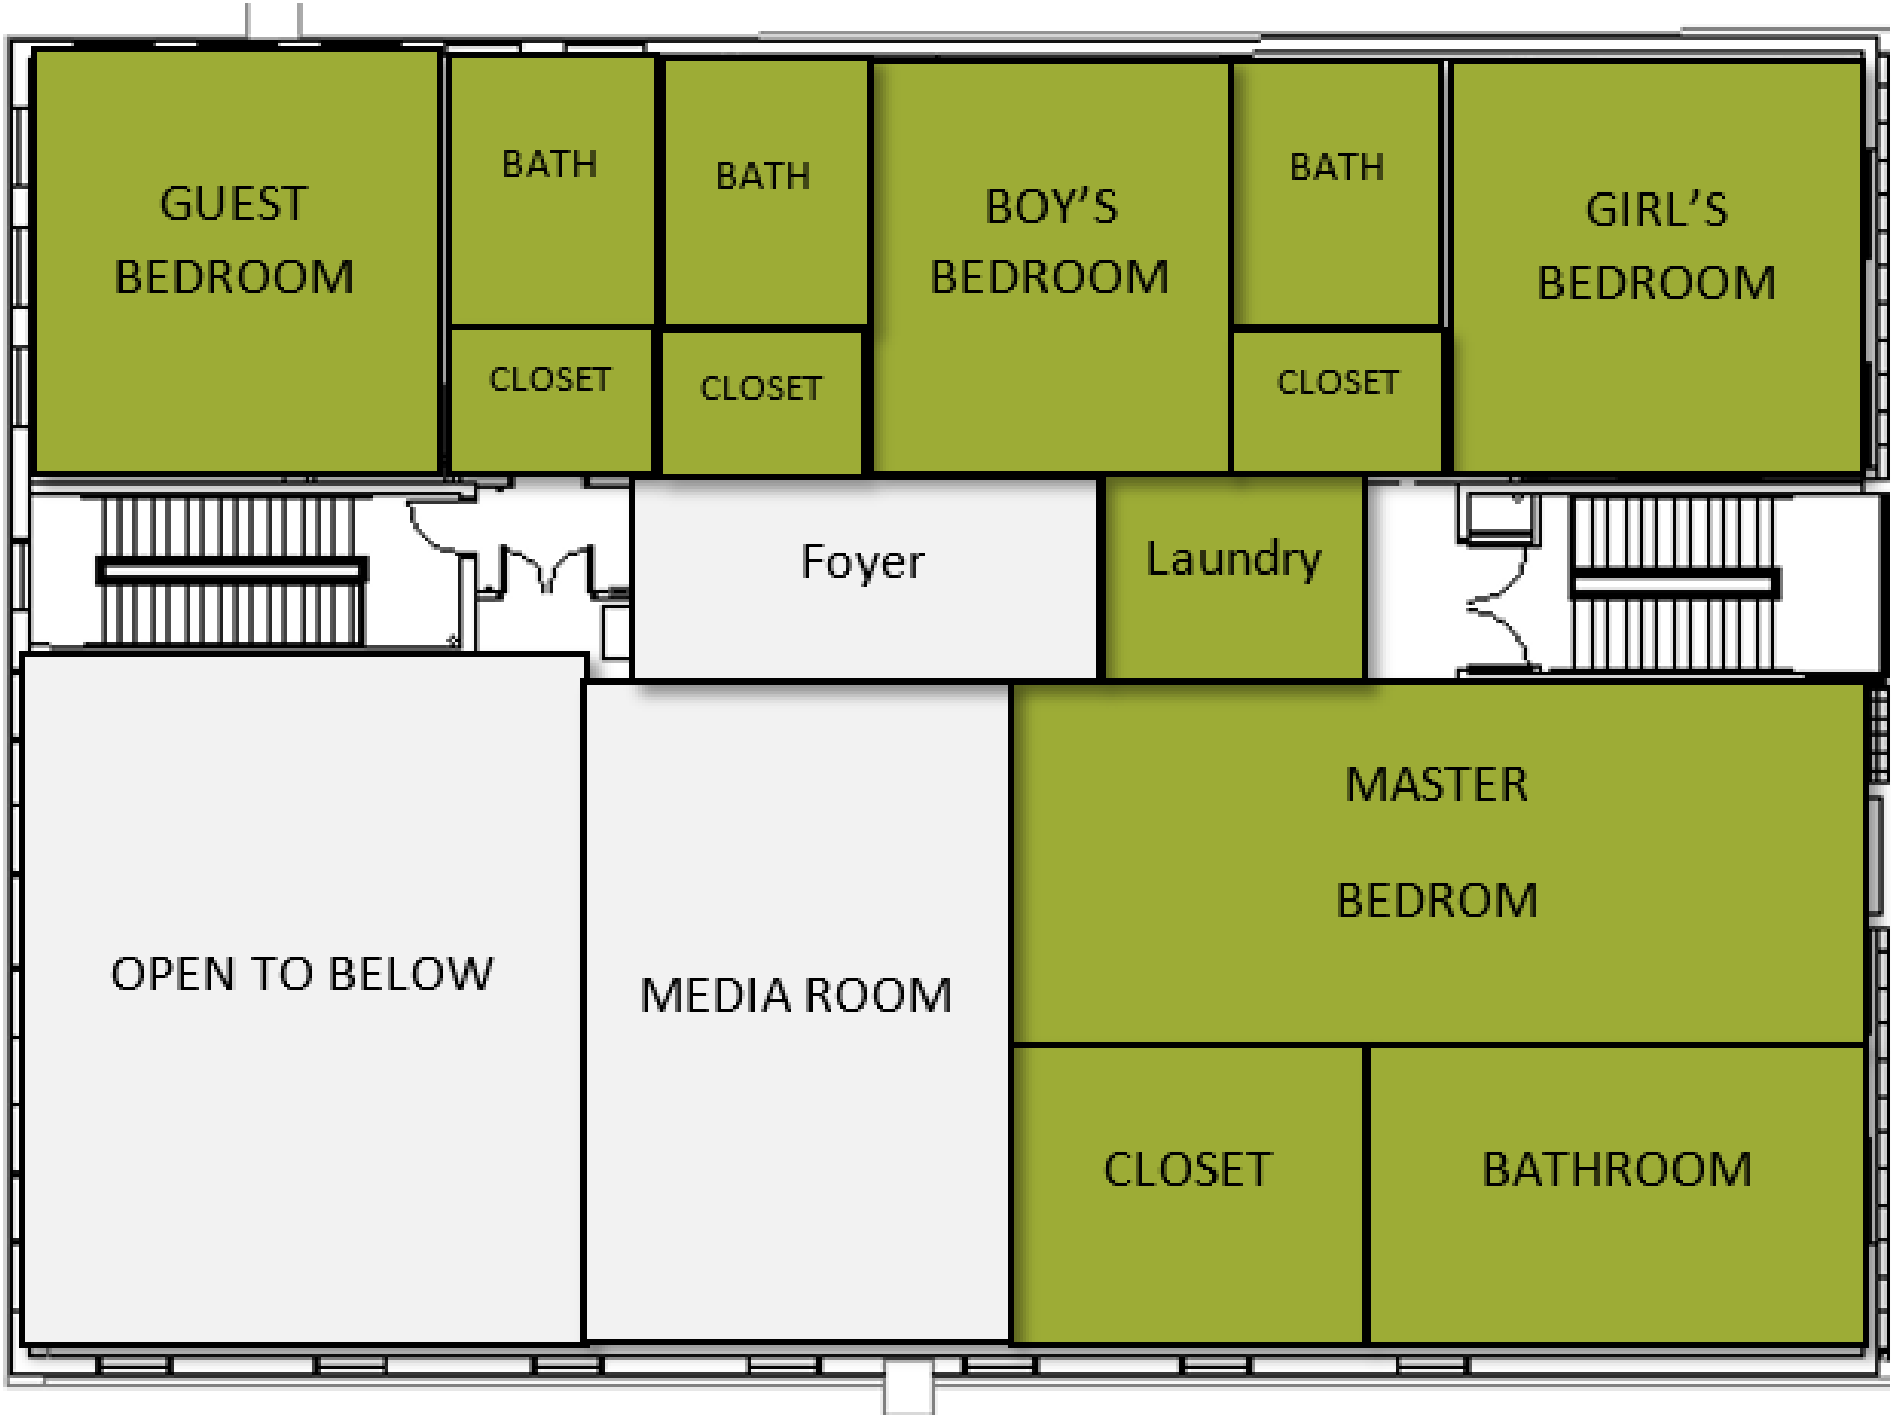 GUEST
BEDROOM
BATH
CLOSET
BATH
CLOSET
BOY'S
BEDROOM
BATH
CLOSET
GIRL'S
BEDROOM
Foyer
Laundry
OPEN TO BELOW
MEDIA ROOM
MASTER
BEDROM
CLOSET
BATHROOM